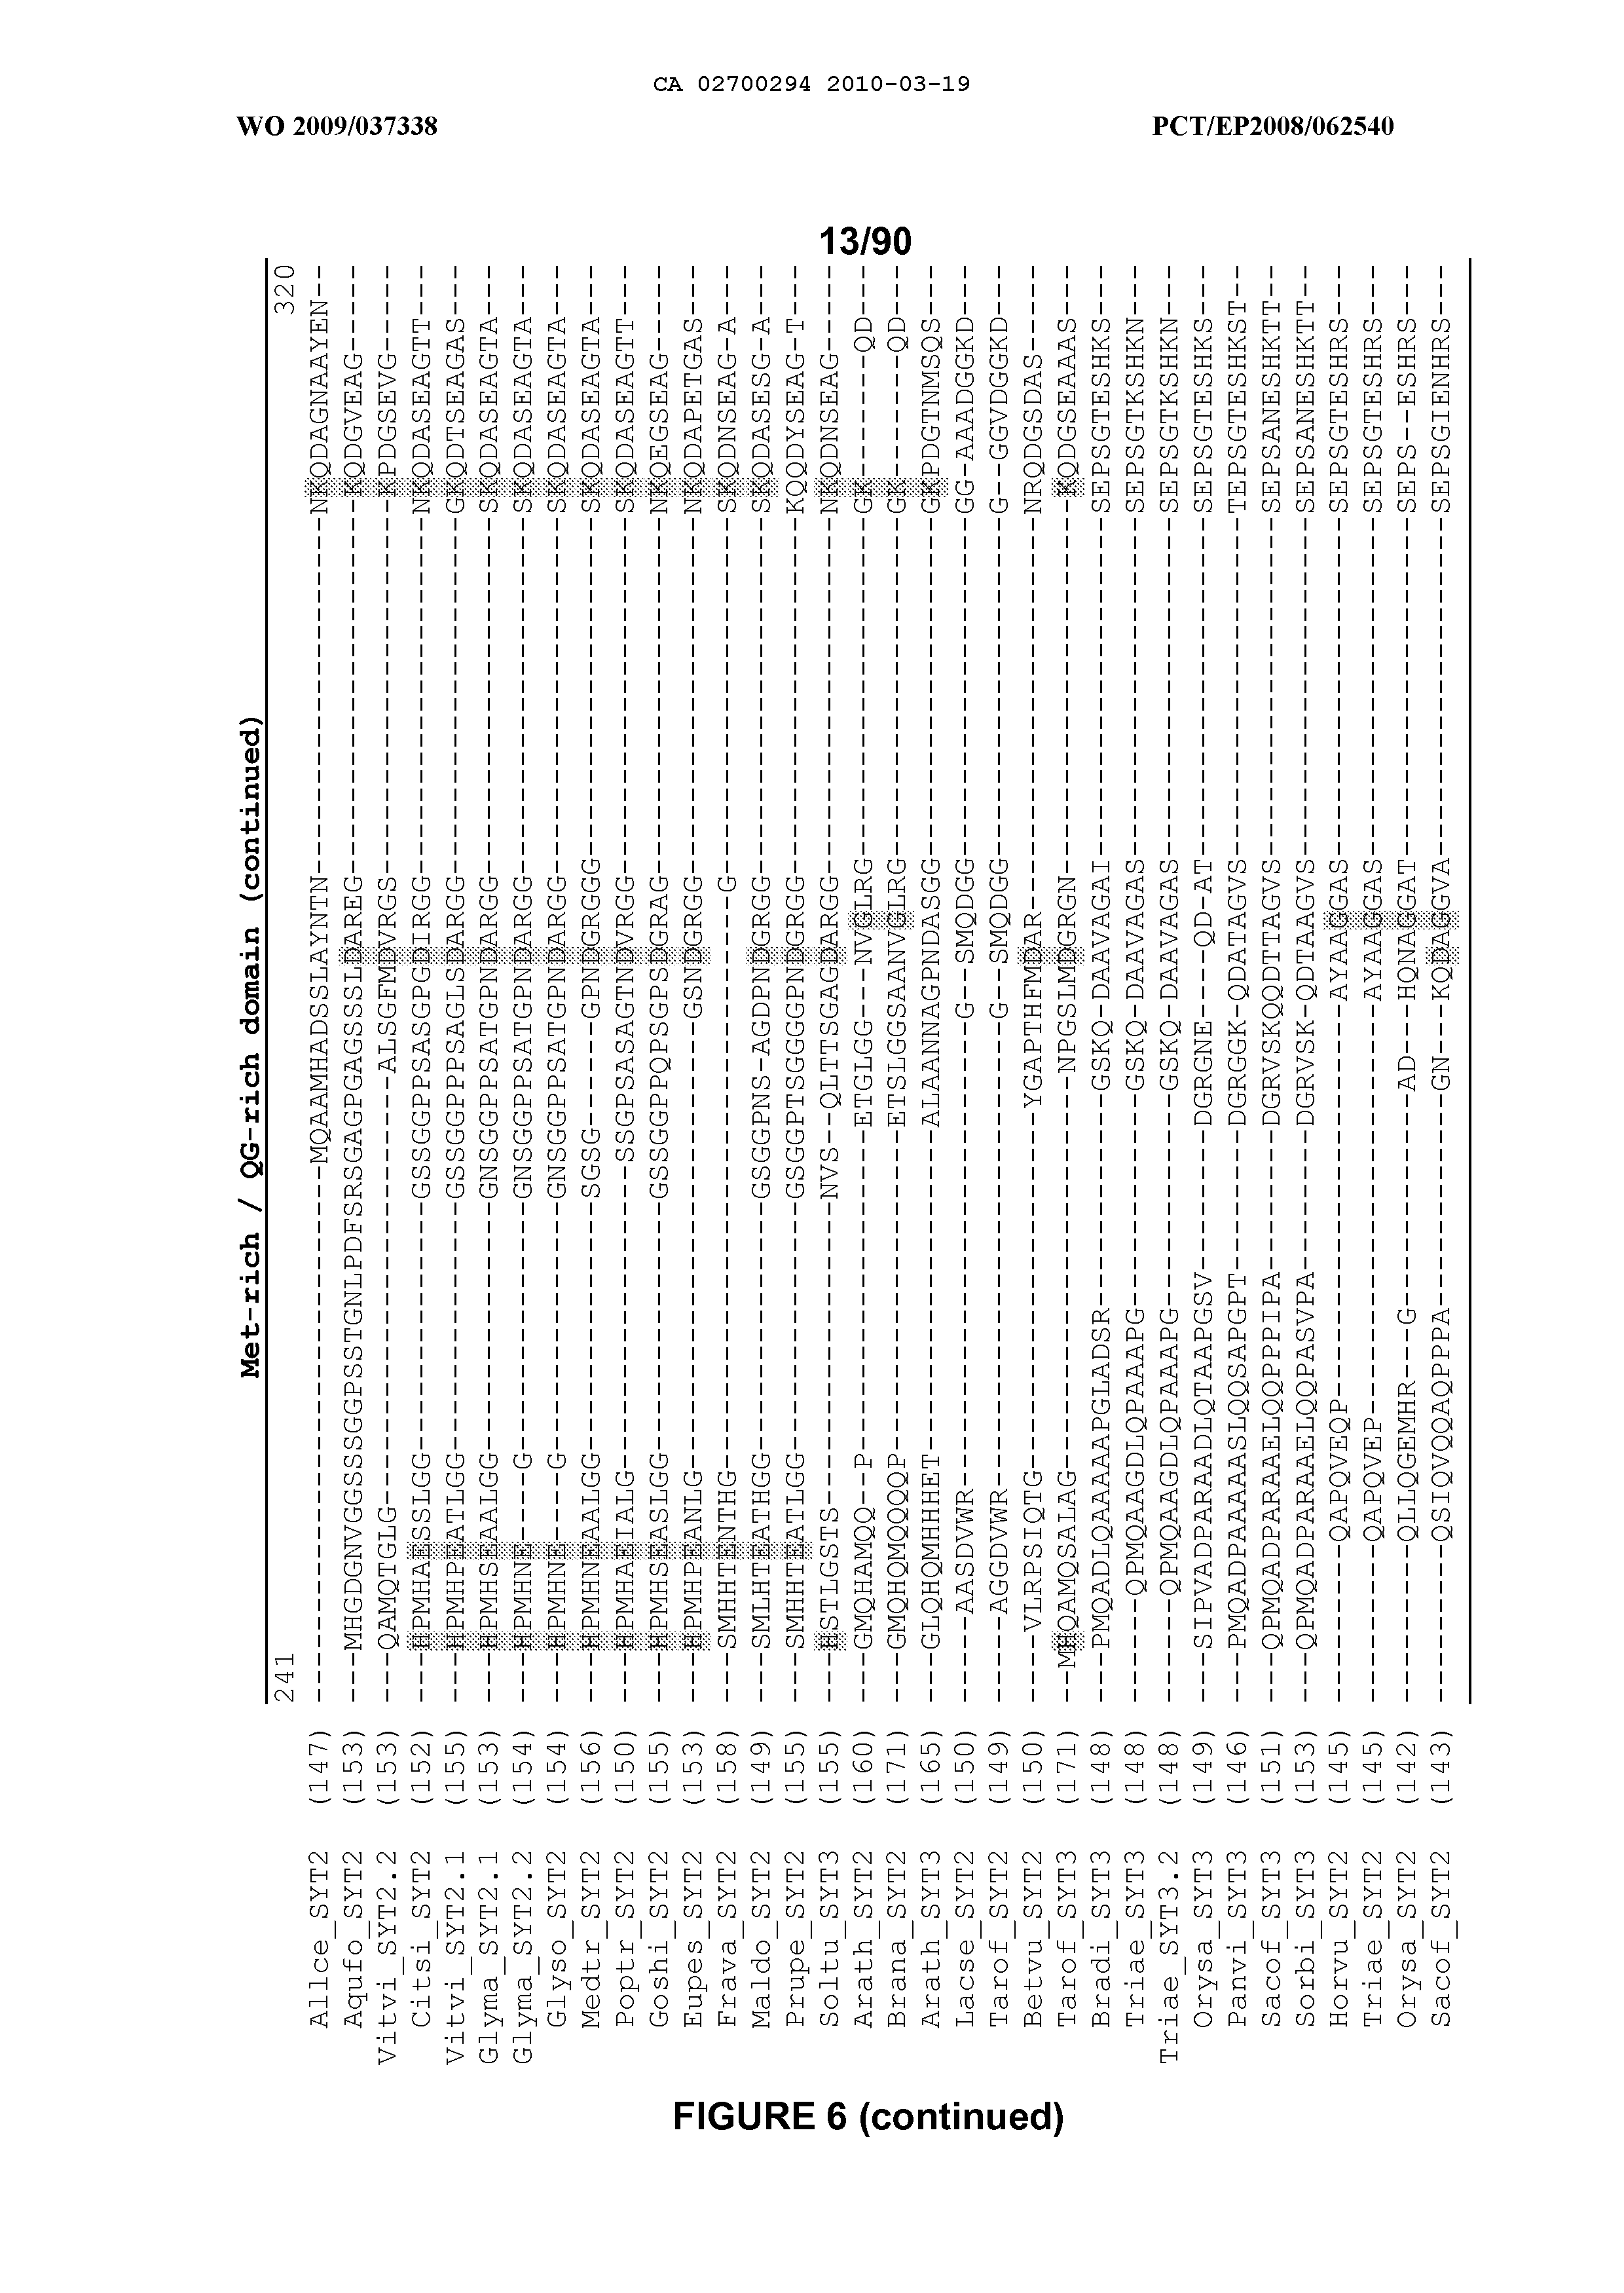 CA 02700294 2010-03-19
WO 2009/037338 PCT/EP2008/062540
13/90
Met-rich / QG-rich domain (continued)
241 320
Allce_SYT2 (147) ------------------------------MQAAMHADSSLAYNTN--------------------NKQDAGNAAYEN--
Aqufo_SYT2 (153) ---MHGDGNVGGSSSGGPSSTGNLPDFSRSGAGPGAGSSSLDAREG---------------------KQDGVEAG-----
Vitvi_SYT2.2 (153) ---QAMQTGLG------------------------ALSGFMDVRGS---------------------KPDGSEVG-----
Citsi_SYT2 (152) ---HPMHAESSLGG--------------GSSGGPPSASGPGDIRGG--------------------NKQDASEAGTT---
Vitvi_SYT2.1 (155) ---HPMHPEATLGG--------------GSSGGPPPSAGLSDARGG--------------------GKQDTSEAGAS---
Glyma_SYT2.1 (153) ---HPMHSEAALGG--------------GNSGGPPSATGPNDARGG--------------------SKQDASEAGTA---
Glyma_SYT2.2 (154) ---HPMHNE----G--------------GNSGGPPSATGPNDARGG--------------------SKQDASEAGTA---
Glyso_SYT2 (154) ---HPMHNE----G--------------GNSGGPPSATGPNDARGG--------------------SKQDASEAGTA---
Medtr_SYT2 (156) ---HPMHNEAALGG--------------SGSG------GPNDGRGGG-------------------SKQDASEAGTA---
Poptr_SYT2 (150) ---HPMHAEIALG-----------------SSGPSASAGTNDVRGG--------------------SKQDASEAGTT---
Goshi_SYT2 (155) ---HPMHSEASLGG--------------GSSGGPPQPSGPSDGRAG--------------------NKQEGSEAG-----
Eupes_SYT2 (153) ---HPMHPEANLG-------------------------GSNDGRGG--------------------NKQDAPETGAS---
Frava_SYT2 (158) ---SMHHTENTHG--------------------------------G--------------------SKQDNSEAG-A---
Maldo_SYT2 (149) ---SMLHTEATHGG--------------GSGGPNS-AGDPNDGRGG--------------------SKQDASESG-A---
Prupe_SYT2 (155) ---SMHHTEATLGG--------------GSGGPTSGGGGPNDGRGG--------------------KQQDYSEAG-T---
Soltu_SYT3 (155) ---HSTLGSTS-----------------NVS--QLTTSGAGDARGG--------------------NKQDNSEAG-----
Arath_SYT2 (160) ---GMQHAMQQ--P------------------ETGLGG---NVGLRG-------------------GK-------QD---
Brana_SYT2 (171) ---GMQHQMQQQQP------------------ETSLGGSAANVGLRG-------------------GK-------QD---
Arath_SYT3 (165) ---GLQHQMHHHET------------------ALAANNAGPNDASGG-------------------GKPDGTNMSQS---
Lacse_SYT2 (150) -----AASDVWR--------------------------G--SMQDGG-------------------GG-AAADGGKD---
Tarof_SYT2 (149) -----AGGDVWR--------------------------G--SMQDGG-------------------G--GGVDGGKD---
Betvu_SYT2 (150) ----VLRPSIQTG--------------------YGAPTHFMDAR----------------------NRQDGSDAS-----
Tarof_SYT3 (171) --MHQAMQSALAG----------------------NPGSLMDGRGN---------------------KQDGSEAAAS---
Bradi_SYT3 (148) ---PMQADLQAAAAAPGLADSR------------GSKQ-DAAVAGAI-------------------SEPSGTESHKS---
Triae_SYT3 (148) ------QPMQAAGDLQPAAAPG------------GSKQ-DAAVAGAS-------------------SEPSGTKSHKN---
Triae_SYT3.2 (148) ------QPMQAAGDLQPAAAPG------------GSKQ-DAAVAGAS-------------------SEPSGTKSHKN---
Orysa_SYT3 (149) ---SIPVADPARAADLQTAAPGSV--------DGRGNE----QD-AT-------------------SEPSGTESHKS---
Panvi_SYT3 (146) ---PMQADPAAAAASLQQSAPGPT--------DGRGGK-QDATAGVS-------------------TEPSGTESHKST--
Sacof_SYT3 (151) ---QPMQADPARAAELQQPPPIPA--------DGRVSKQQDTTAGVS-------------------SEPSANESHKTT--
Sorbi_SYT3 (153) ---QPMQADPARAAELQQPASVPA--------DGRVSK-QDTAAGVS-------------------SEPSANESHKTT--
Horvu_SYT2 (145) ---------QAPQVEQP----------------------AYAAGGAS-------------------SEPSGTESHRS---
Triae_SYT2 (145) ---------QAPQVEP-----------------------AYAAGGAS-------------------SEPSGTESHRS---
Orysa_SYT2 (142) ---------QLLQGEMHR---G------------AD---HQNAGGAT-------------------SEPS--ESHRS---
Sacof_SYT2 (143) ---------QSIQVQQAQPPPA------------GN---KQDAGGVA-------------------SEPSGIENHRS---
FIGURE 6 (continued)